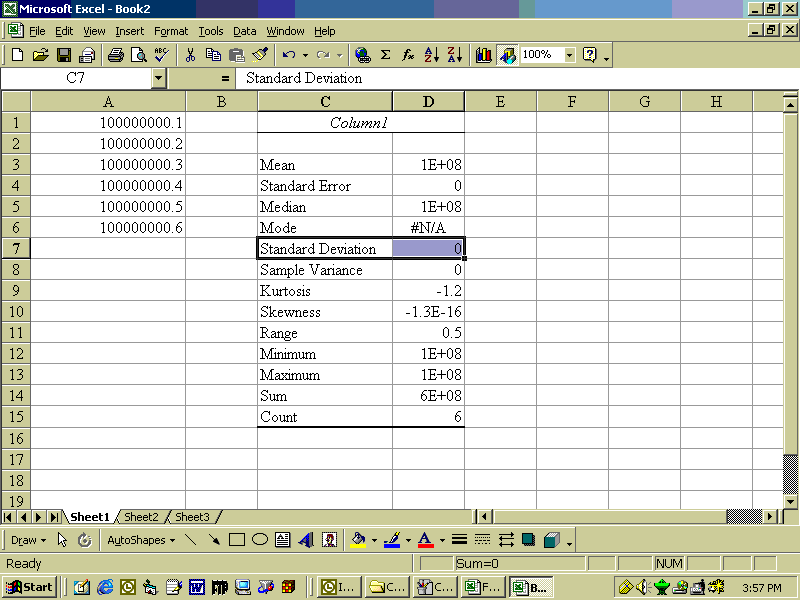 Microsoft Excel - Book2
File Edit View Insert Format Tools Data Window Help
100%
C7 = Standard Deviation
A B C D E F G H
1 100000000.1 Column1
2 100000000.2
3 100000000.3 Mean 1E+08
4 100000000.4 Standard Error 0
5 100000000.5 Median 1E+08
6 100000000.6 Mode #N/A
7 Standard Deviation 0
8 Sample Variance 0
9 Kurtosis -1.2
10 Skewness -1.3E-16
11 Range 0.5
12 Minimum 1E+08
13 Maximum 1E+08
14 Sum 6E+08
15 Count 6
16
17
18
19
Sheet1 Sheet2 Sheet3
Draw AutoShapes
Ready Sum=0 NUM
Start I... C... C... F... B... 3:57 PM